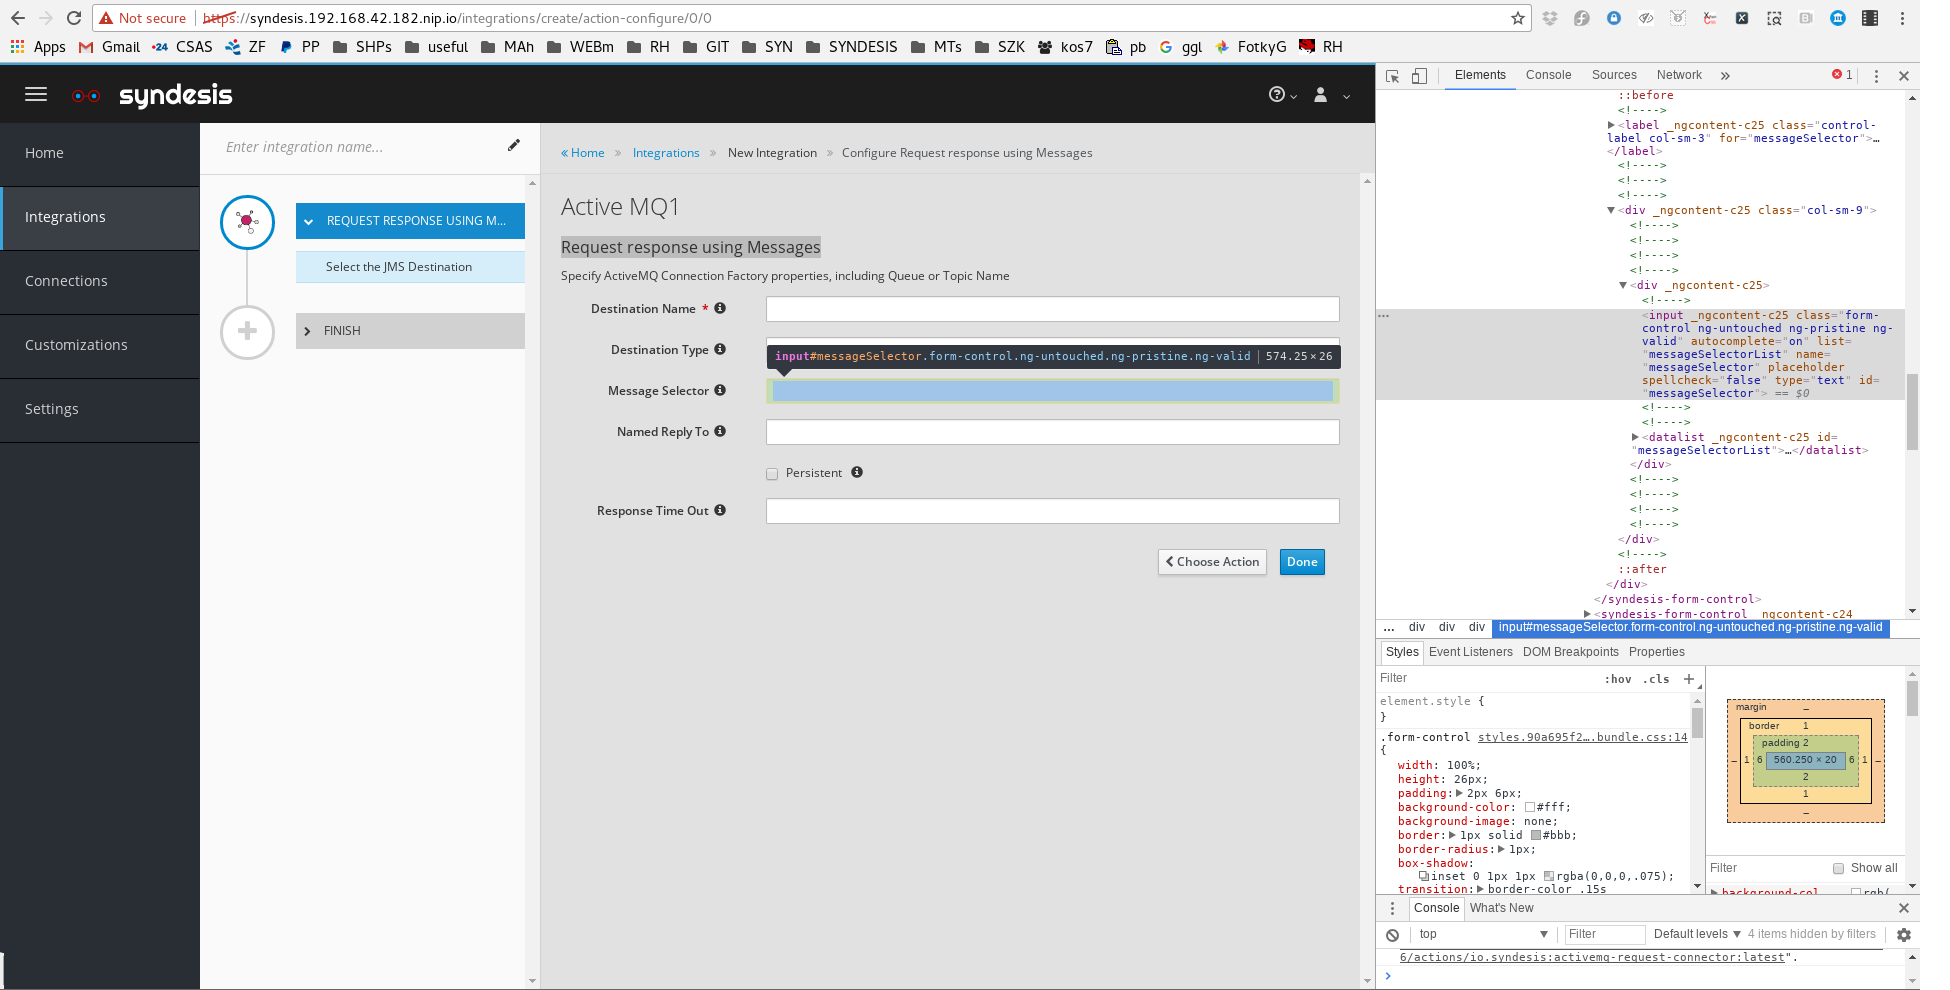 Not secure https://syndesis.192.168.42.182.nip.io/integrations/create/action-configure/0/0
Apps Gmail CSAS ZF PP SHPs useful MAh WEBm RH GIT SYN SYNDESIS MTs SZK kos7 pb ggl FotkyG RH
syndesis
Home
Integrations
Connections
Customizations
Settings
Enter integration name...
REQUEST RESPONSE USING M...
Select the JMS Destination
FINISH
« Home » Integrations » New Integration » Configure Request response using Messages
Active MQ1
Request response using Messages
Specify ActiveMQ Connection Factory properties, including Queue or Topic Name
Destination Name *
Destination Type
input#messageSelector.form-control.ng-untouched.ng-pristine.ng-valid | 574.25×26
Message Selector
Named Reply To
Persistent
Response Time Out
Choose Action Done
Elements Console Sources Network » 1
::before
<!---->
<label _ngcontent-c25 class="control-
label col-sm-3" for="messageSelector">…
</label>
<!---->
<!---->
<!---->
<div _ngcontent-c25 class="col-sm-9">
<!---->
<!---->
<!---->
<!---->
<div _ngcontent-c25>
<!---->
<input _ngcontent-c25 class="form-
control ng-untouched ng-pristine ng-
valid" autocomplete="on" list=
"messageSelectorList" name=
"messageSelector" placeholder
spellcheck="false" type="text" id=
"messageSelector"> == $0
<!---->
<!---->
<datalist _ngcontent-c25 id=
"messageSelectorList">…</datalist>
</div>
<!---->
<!---->
<!---->
<!---->
</div>
<!---->
::after
</div>
</syndesis-form-control>
<syndesis-form-control _ngcontent-c24
... div div div input#messageSelector.form-control.ng-untouched.ng-pristine.ng-valid
Styles Event Listeners DOM Breakpoints Properties
Filter :hov .cls +
element.style {
}
.form-control styles.90a695f2….bundle.css:14
{
width: 100%;
height: 26px;
padding: 2px 6px;
background-color: #fff;
background-image: none;
border: 1px solid #bbb;
border-radius: 1px;
box-shadow:
inset 0 1px 1px rgba(0,0,0,.075);
transition: border-color .15s
margin –
border 1
padding 2
– 1 6 560.250 × 20 6 1 –
2
1
–
Filter Show all
background-col… rgb(
Console What's New
top Filter Default levels 4 items hidden by filters
6/actions/io.syndesis:activemq-request-connector:latest".
>